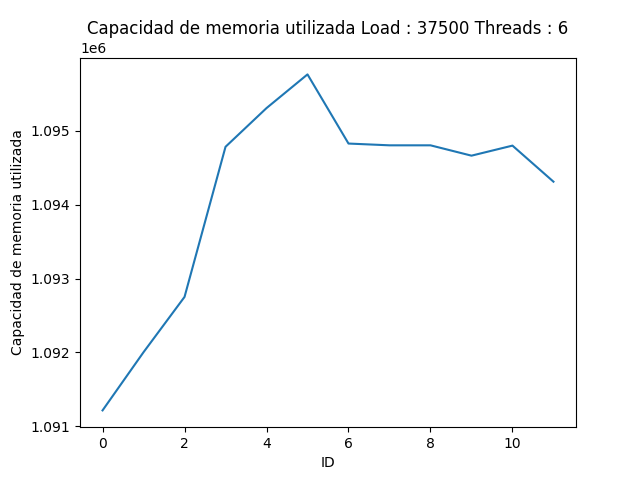 Capacidad de memoria utilizada Load : 37500 Threads : 6
1e6
1.095
1.094
1.093
1.092
1.091
Capacidad de memoria utilizada
0 2 4 6 8 10
ID